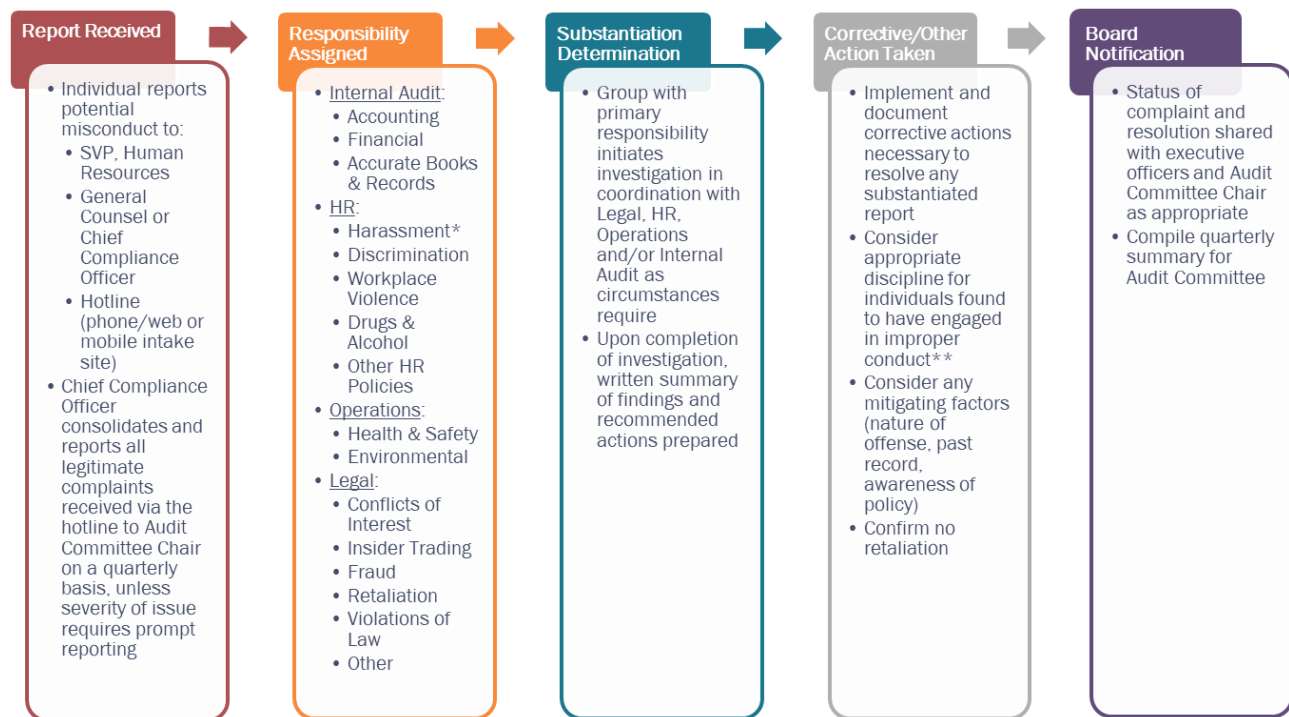 Report Received
• Individual reports
potential
misconduct to:
• SVP, Human
Resources
• General
Counsel or
Chief
Compliance
Officer
• Hotline
(phone/web or
mobile intake
site)
• Chief Compliance
Officer
consolidates and
reports all
legitimate
complaints
received via the
hotline to Audit
Committee Chair
on a quarterly
basis, unless
severity of issue
requires prompt
reporting
Responsibility
Assigned
• Internal Audit:
• Accounting
• Financial
• Accurate Books
& Records
• HR:
• Harassment*
• Discrimination
• Workplace
Violence
• Drugs &
Alcohol
• Other HR
Policies
• Operations:
• Health & Safety
• Environmental
• Legal:
• Conflicts of
Interest
• Insider Trading
• Fraud
• Retaliation
• Violations of
Law
• Other
Substantiation
Determination
• Group with
primary
responsibility
initiates
investigation in
coordination with
Legal, HR,
Operations
and/or Internal
Audit as
circumstances
require
• Upon completion
of investigation,
written summary
of findings and
recommended
actions prepared
Corrective/Other
Action Taken
• Implement and
document
corrective actions
necessary to
resolve any
substantiated
report
• Consider
appropriate
discipline for
individuals found
to have engaged
in improper
conduct**
• Consider any
mitigating factors
(nature of
offense, past
record,
awareness of
policy)
• Confirm no
retaliation
Board
Notification
• Status of
complaint and
resolution shared
with executive
officers and Audit
Committee Chair
as appropriate
• Compile quarterly
summary for
Audit Committee